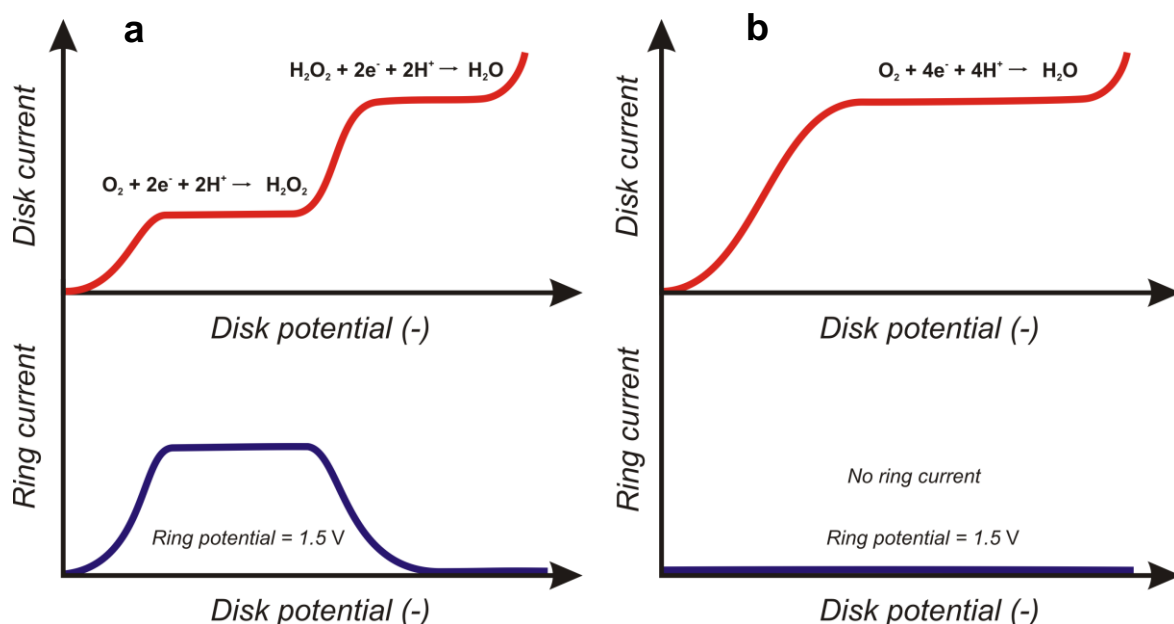 a
H₂O₂ + 2e⁻ + 2H⁺ → H₂O
O₂ + 2e⁻ + 2H⁺ → H₂O₂
Disk current
Disk potential (-)
Ring current
Ring potential = 1.5 V
Disk potential (-)
b
O₂ + 4e⁻ + 4H⁺ → H₂O
Disk current
Disk potential (-)
Ring current
No ring current
Ring potential = 1.5 V
Disk potential (-)